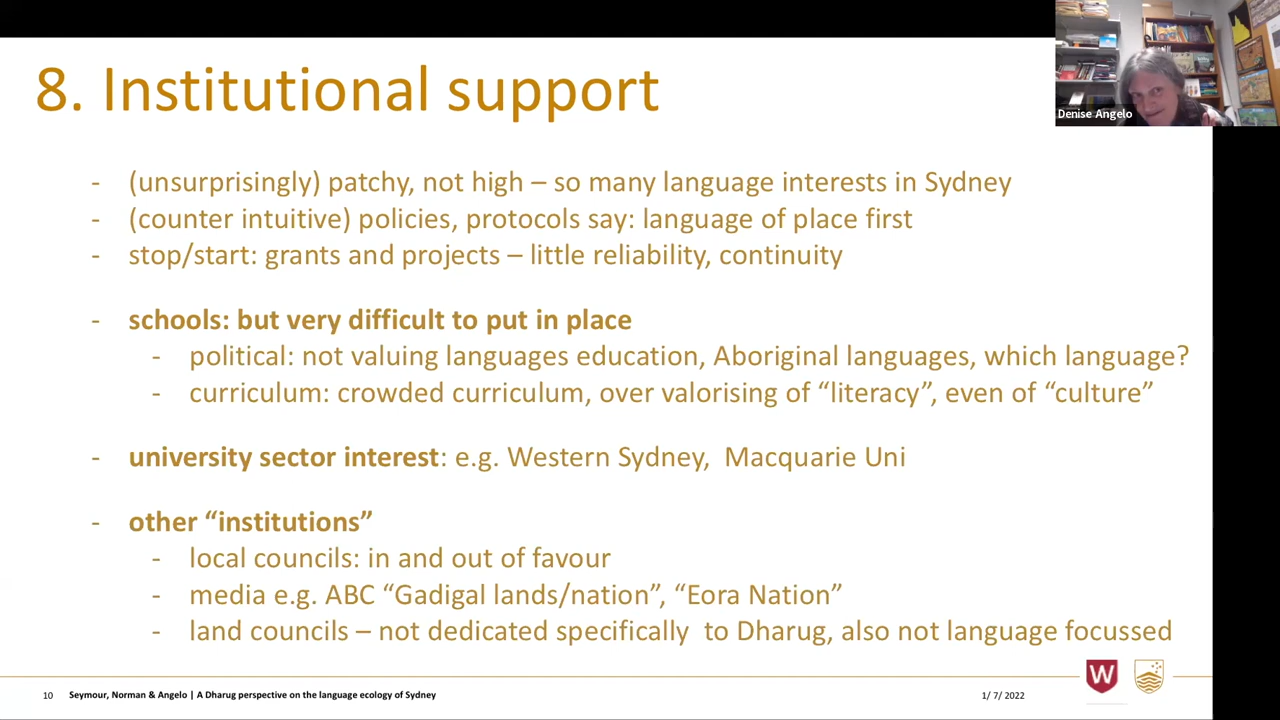 8. Institutional support
Denise Angelo
- (unsurprisingly) patchy, not high – so many language interests in Sydney
- (counter intuitive) policies, protocols say: language of place first
- stop/start: grants and projects – little reliability, continuity
- schools: but very difficult to put in place
- political: not valuing languages education, Aboriginal languages, which language?
- curriculum: crowded curriculum, over valorising of “literacy”, even of “culture”
- university sector interest: e.g. Western Sydney, Macquarie Uni
- other “institutions”
- local councils: in and out of favour
- media e.g. ABC “Gadigal lands/nation”, “Eora Nation”
- land councils – not dedicated specifically to Dharug, also not language focussed
10 Seymour, Norman & Angelo | A Dharug perspective on the language ecology of Sydney 1/ 7/ 2022
W